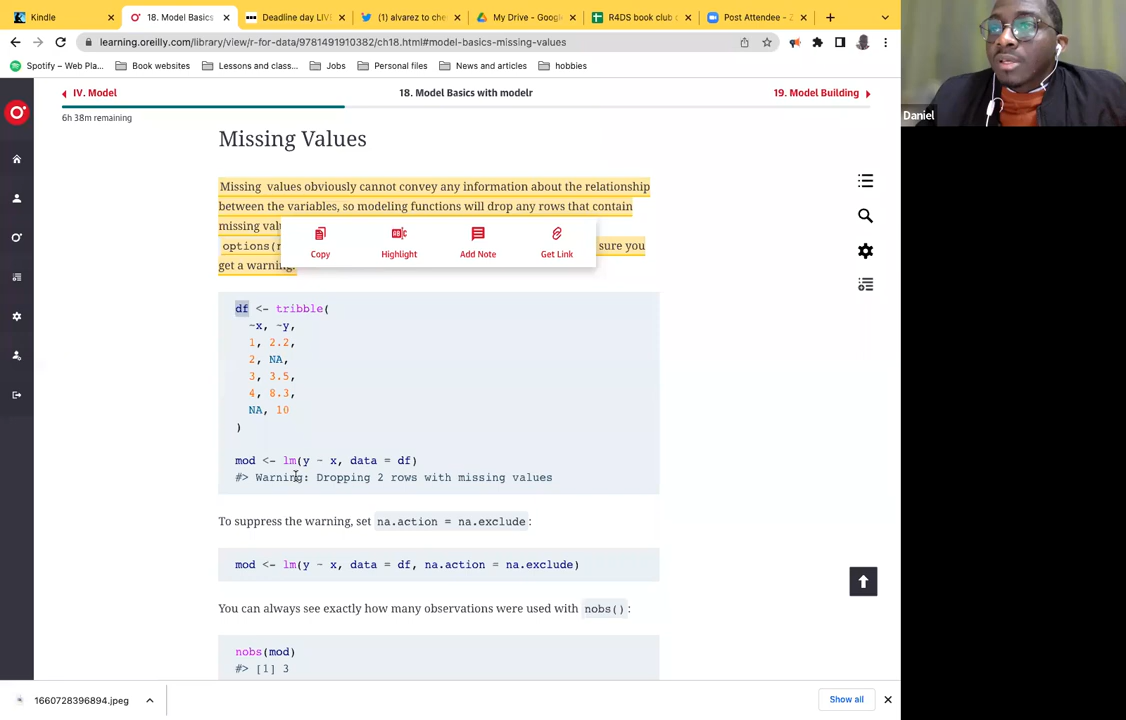 Kindle
18. Model Basics
Deadline day LIV
(1) alvarez to che
My Drive - Google
R4DS book club
Post Attendee - Z
learning.oreilly.com/library/view/r-for-data/9781491910382/ch18.html#model-basics-missing-values
Spotify – Web Pla...
Book websites
Lessons and class...
Jobs
Personal files
News and articles
hobbies
IV. Model
18. Model Basics with modelr
19. Model Building
6h 38m remaining
Daniel
Missing Values
Missing values obviously cannot convey any information about the relationship
between the variables, so modeling functions will drop any rows that contain
missing val
options( sure you
get a warning.
Copy
Highlight
Add Note
Get Link
df <- tribble(
~x, ~y,
1, 2.2,
2, NA,
3, 3.5,
4, 8.3,
NA, 10
)
mod <- lm(y ~ x, data = df)
#> Warning: Dropping 2 rows with missing values
To suppress the warning, set na.action = na.exclude:
mod <- lm(y ~ x, data = df, na.action = na.exclude)
You can always see exactly how many observations were used with nobs():
nobs(mod)
#> [1] 3
1660728396894.jpeg
Show all